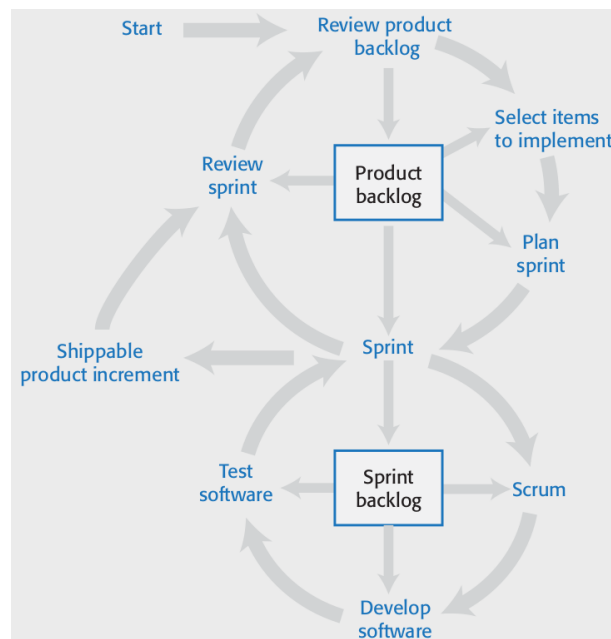 Start
Review product
backlog
Select items
to implement
Review
sprint
Product
backlog
Plan
sprint
Shippable
product increment
Sprint
Test
software
Sprint
backlog
Scrum
Develop
software